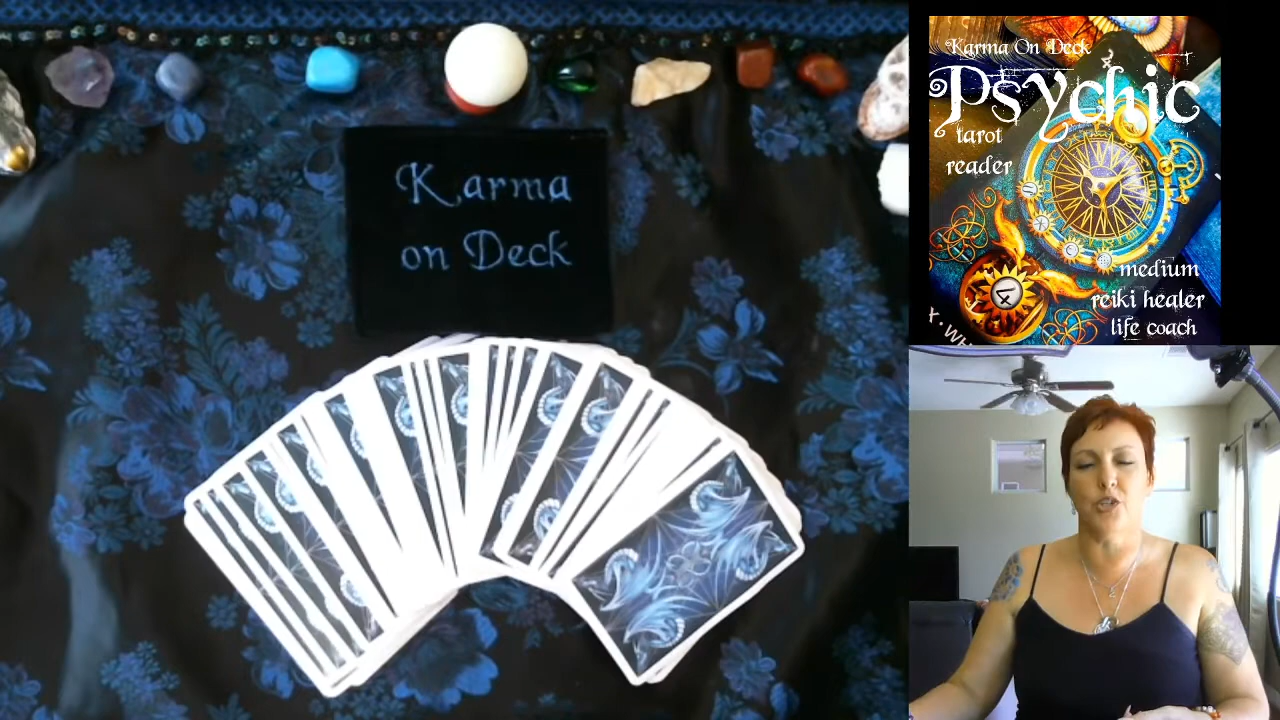 Karma
on Deck
Karma On Deck
Psychic
tarot
reader
medium
reiki healer
life coach